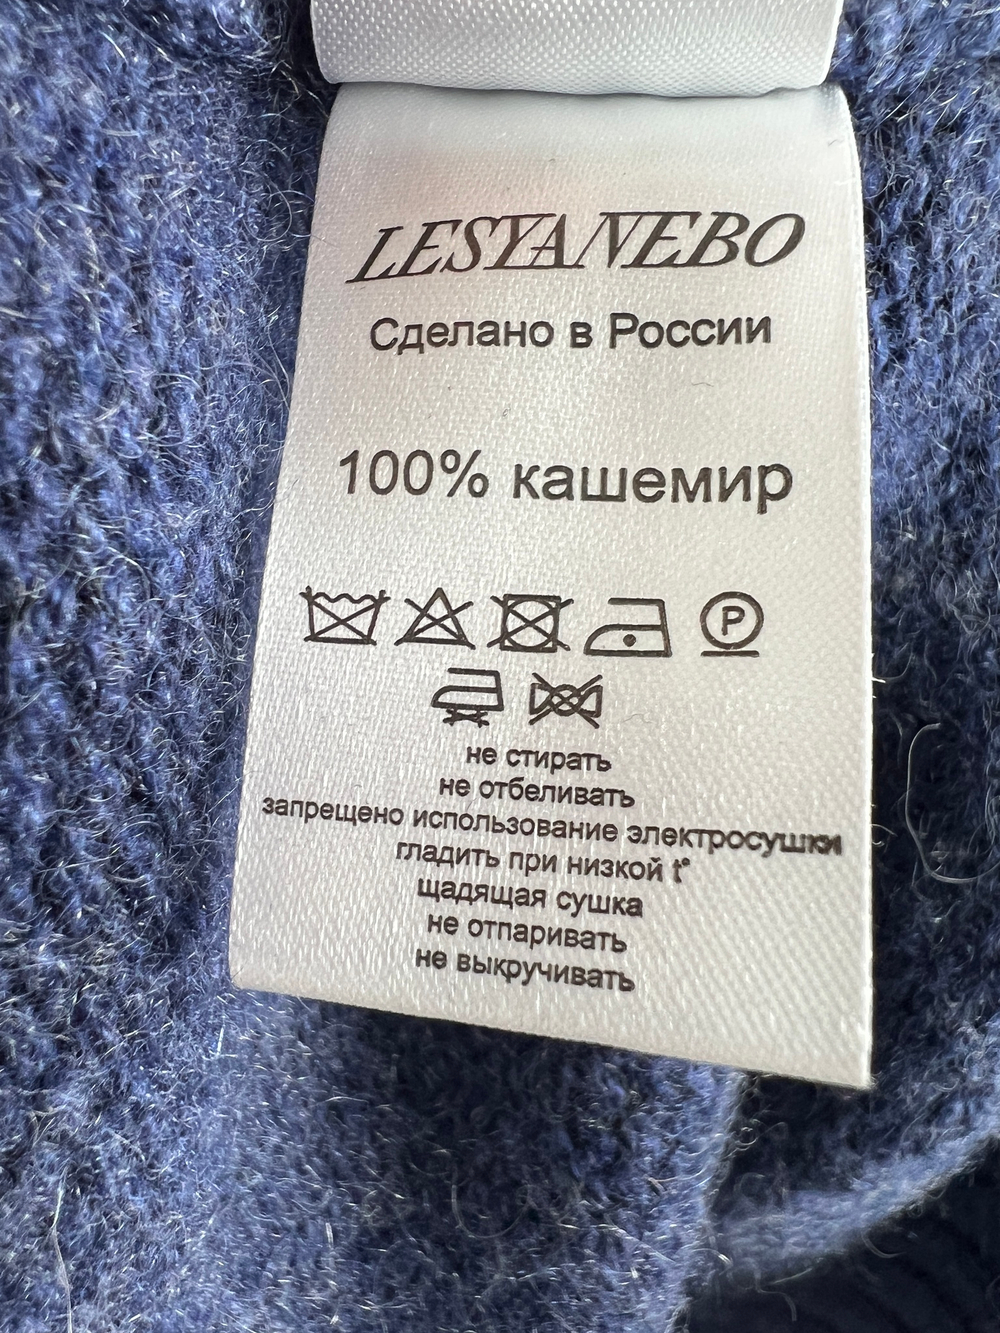 LESYANEBO
Сделано в России
100% кашемир
P
не стирать
не отбеливать
запрещено использование электросушки
гладить при низкой t°
щадящая сушка
не отпаривать
не выкручивать